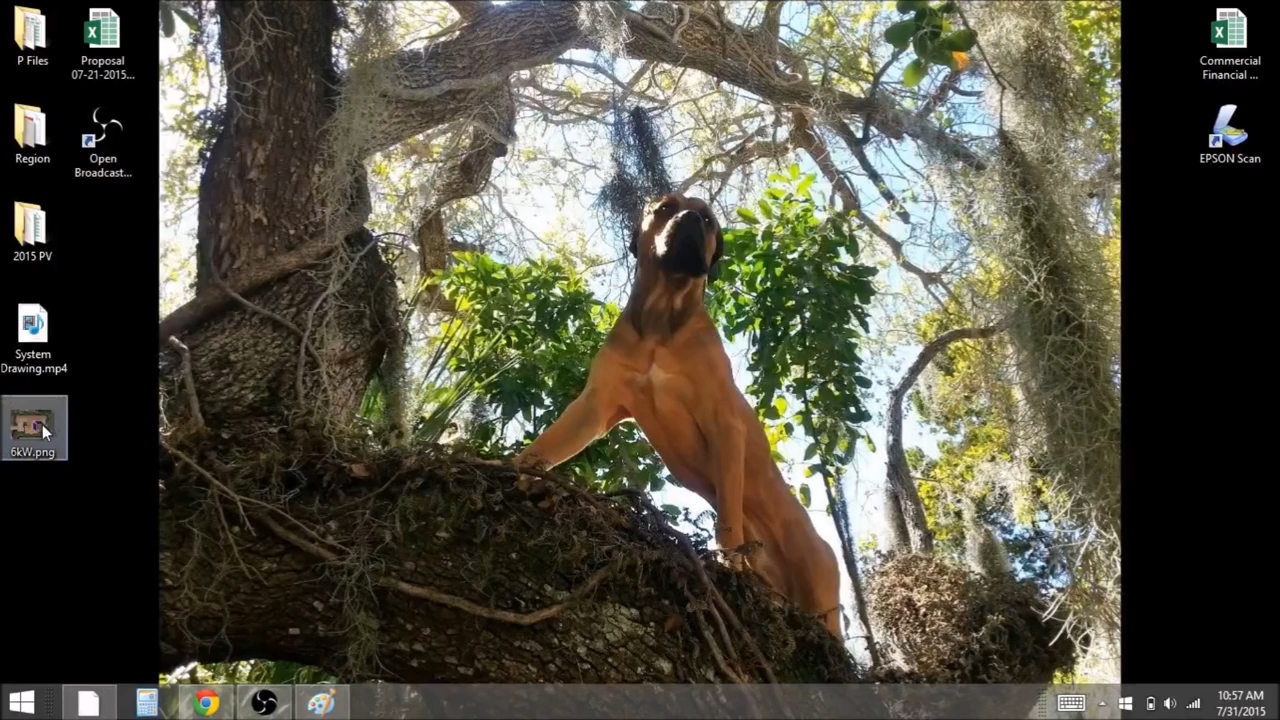 P Files
Proposal
07-21-2015...
Region
Open
Broadcast...
2015 PV
System
Drawing.mp4
6kW.png
Commercial
Financial ...
EPSON Scan
10:57 AM
7/31/2015